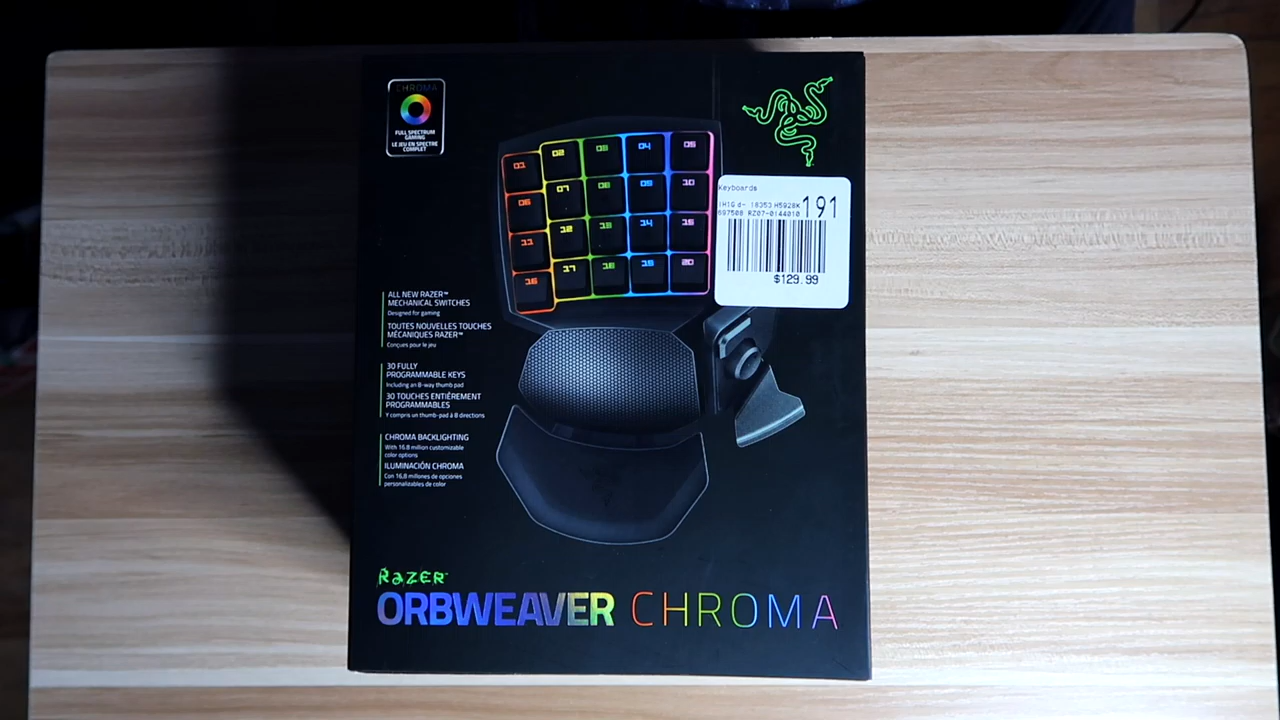 CHROMA
FULL SPECTRUM
GAMING
LE JEU EN SPECTRE
COMPLET
01 02 03 04 05
06 07 08 09 10
11 12 13 14 15
16 17 18 19 20
Keyboards
191
697508 RZ07-0144010
$129.99
ALL NEW RAZER™
MECHANICAL SWITCHES
Designed for gaming
TOUTES NOUVELLES TOUCHES
MÉCANIQUES RAZER™
Conçues pour le jeu
30 FULLY
PROGRAMMABLE KEYS
Including an 8-way thumb pad
30 TOUCHES ENTIÈREMENT
PROGRAMMABLES
Y compris un thumb-pad à 8 directions
CHROMA BACKLIGHTING
With 16.8 million customizable
color options
ILUMINACIÓN CHROMA
Con 16,8 millones de opciones
personalizables de color
RAZER™
ORBWEAVER CHROMA